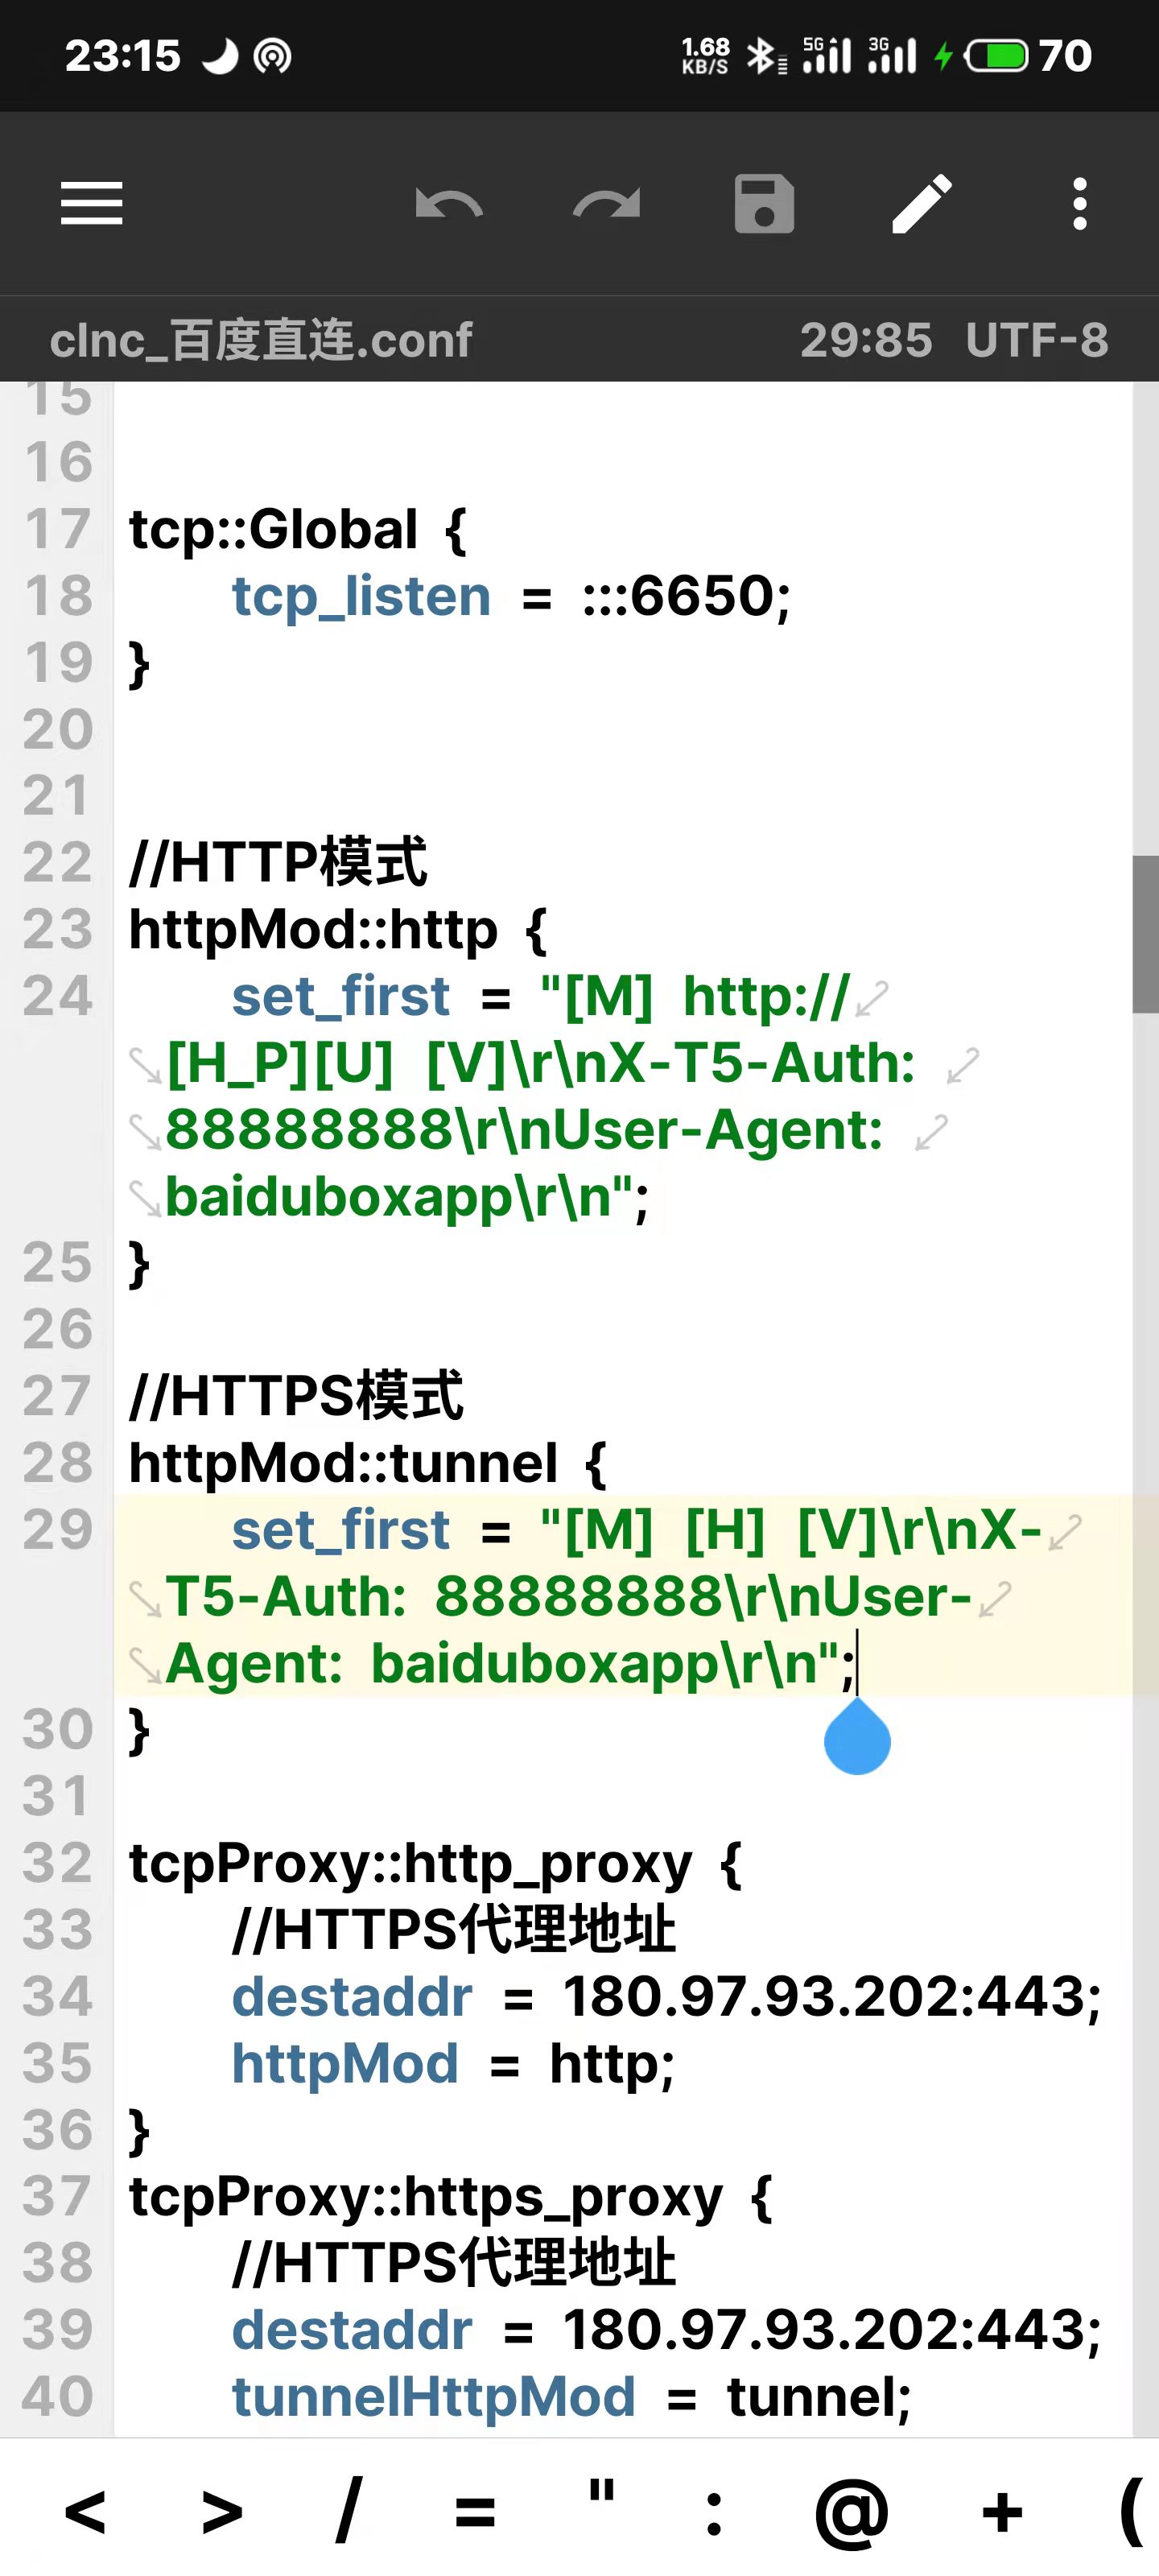 23:15 1.68 KB/S 5G 3G 70
clnc_百度直连.conf 29:85 UTF-8
15
16
17 tcp::Global {
18 tcp_listen = :::6650;
19 }
20
21
22 //HTTP模式
23 httpMod::http {
24 set_first = "[M] http://
[H_P][U] [V]\r\nX-T5-Auth:
88888888\r\nUser-Agent:
baiduboxapp\r\n";
25 }
26
27 //HTTPS模式
28 httpMod::tunnel {
29 set_first = "[M] [H] [V]\r\nX-
T5-Auth: 88888888\r\nUser-
Agent: baiduboxapp\r\n";
30 }
31
32 tcpProxy::http_proxy {
33 //HTTPS代理地址
34 destaddr = 180.97.93.202:443;
35 httpMod = http;
36 }
37 tcpProxy::https_proxy {
38 //HTTPS代理地址
39 destaddr = 180.97.93.202:443;
40 tunnelHttpMod = tunnel;
< > / = " : @ + (